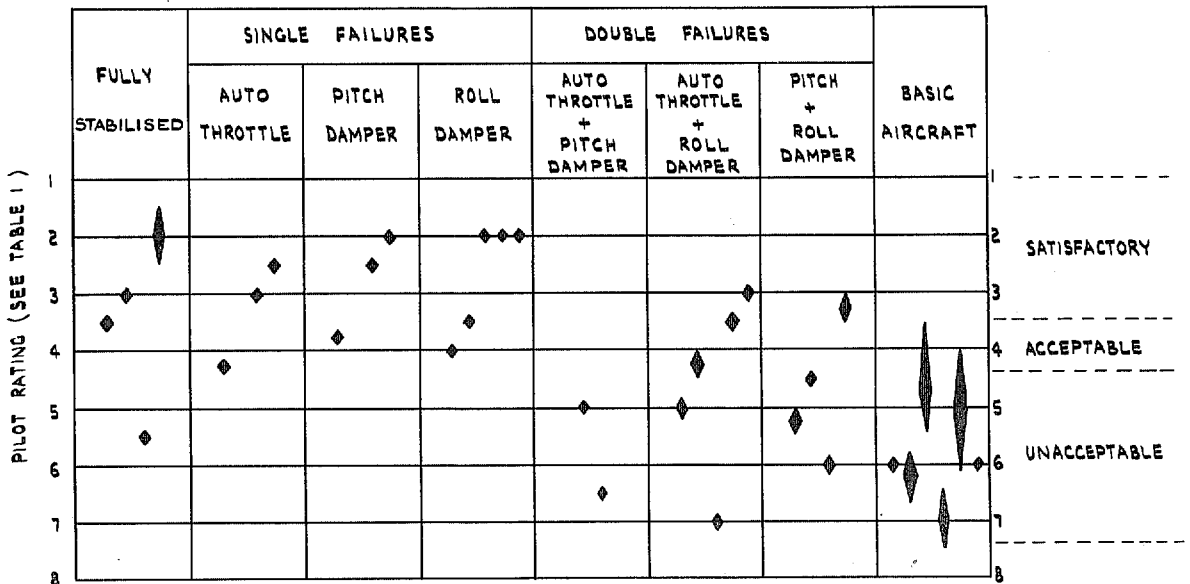 SINGLE FAILURES
DOUBLE FAILURES
FULLY
STABILISED
AUTO
THROTTLE
PITCH
DAMPER
ROLL
DAMPER
AUTO
THROTTLE
+
PITCH
DAMPER
AUTO
THROTTLE
+
ROLL
DAMPER
PITCH
+
ROLL
DAMPER
BASIC
AIRCRAFT
PILOT RATING (SEE TABLE I)
1
2
3
4
5
6
7
8
1
2
3
4
5
6
7
8
SATISFACTORY
ACCEPTABLE
UNACCEPTABLE